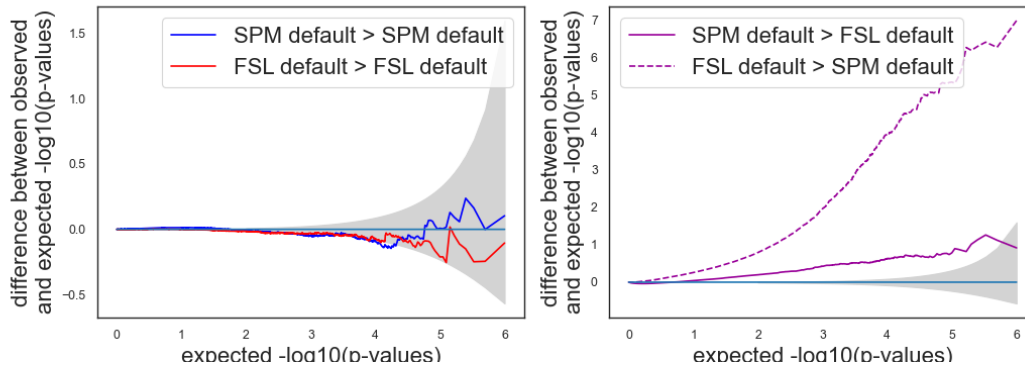 difference between observed
and expected -log10(p-values)
1.5
1.0
0.5
0.0
−0.5
SPM default > SPM default
FSL default > FSL default
0 1 2 3 4 5 6
expected -log10(p-values)
difference between observed
and expected -log10(p-values)
7
6
5
4
3
2
1
0
SPM default > FSL default
FSL default > SPM default
0 1 2 3 4 5 6
expected -log10(p-values)